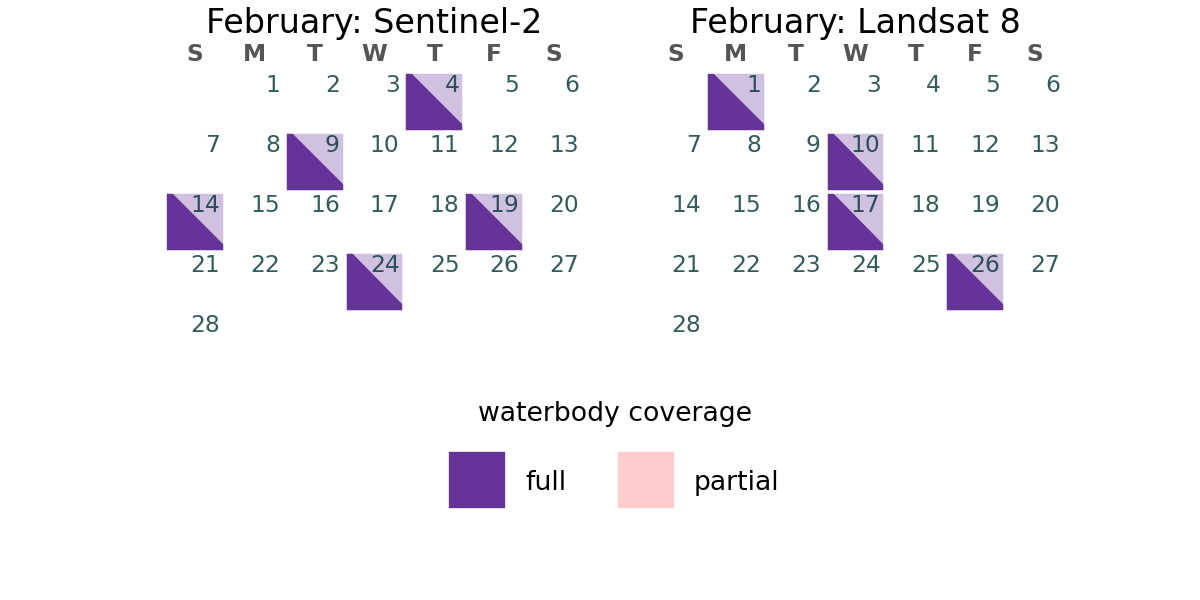 February: Sentinel-2
S M T W T F S
1 2 3 4 5 6
7 8 9 10 11 12 13
14 15 16 17 18 19 20
21 22 23 24 25 26 27
28
February: Landsat 8
S M T W T F S
1 2 3 4 5 6
7 8 9 10 11 12 13
14 15 16 17 18 19 20
21 22 23 24 25 26 27
28
waterbody coverage
full partial